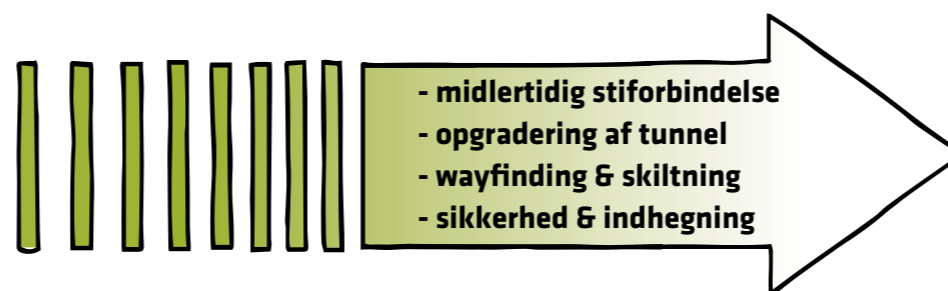 - midlertidig stiforbindelse
- opgradering af tunnel
- wayfinding & skiltning
- sikkerhed & indhegning